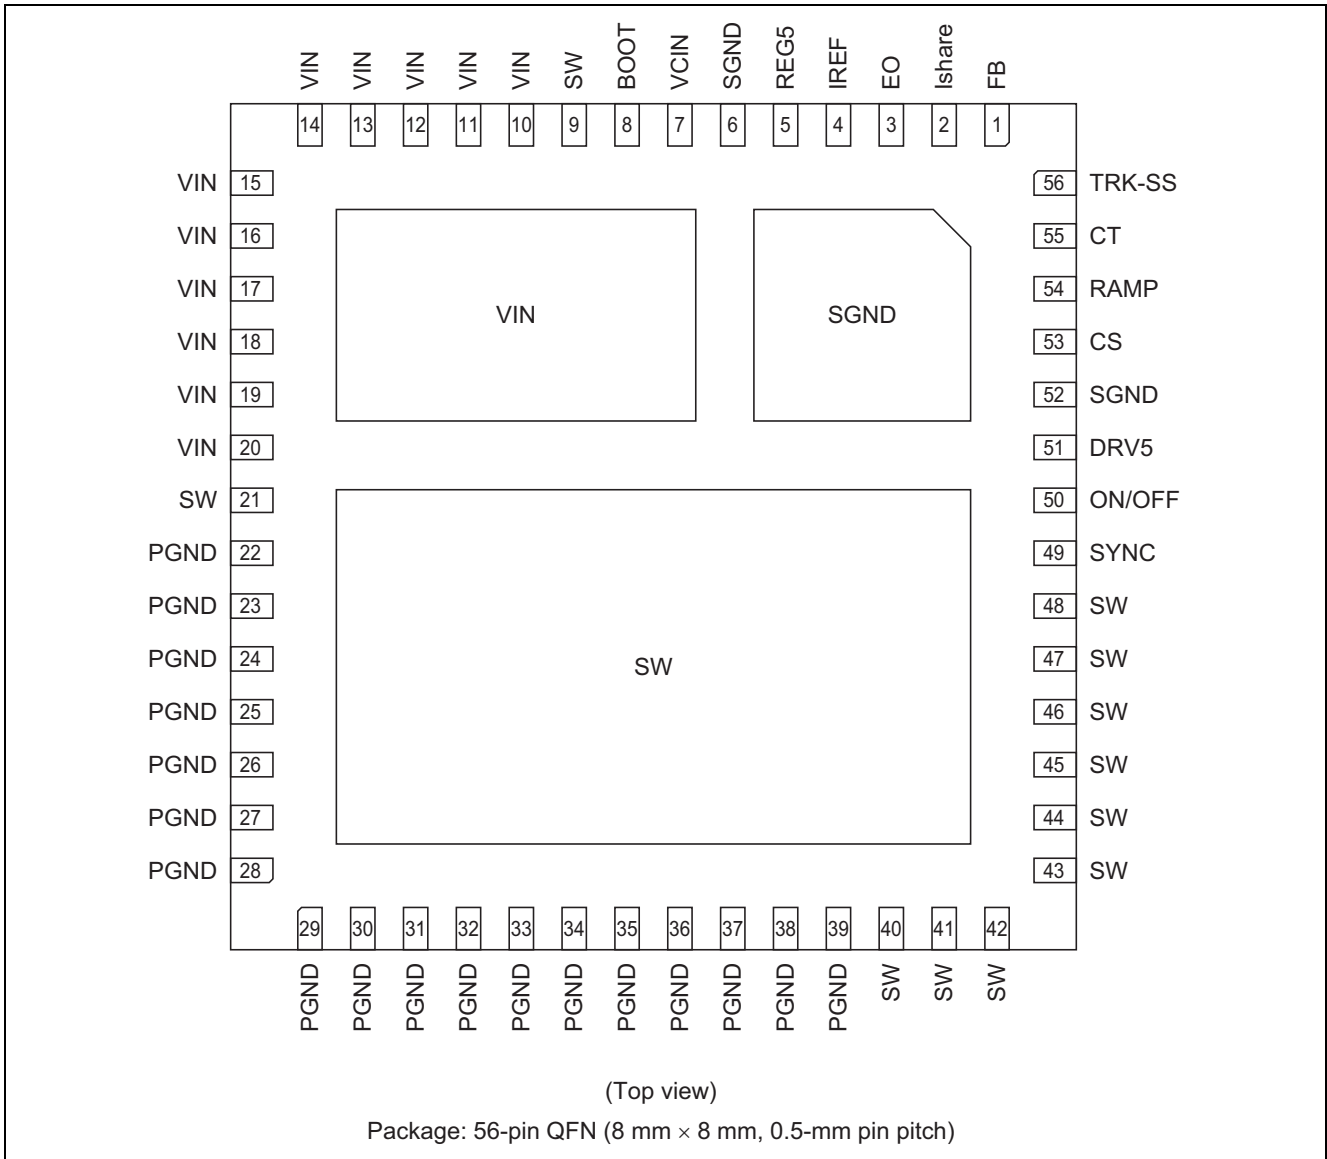 VIN VIN VIN VIN VIN SW BOOT VCIN SGND REG5 IREF EO Ishare FB
14 13 12 11 10 9 8 7 6 5 4 3 2 1
VIN 15 56 TRK-SS
VIN 16 55 CT
VIN 17 54 RAMP
VIN SGND
VIN 18 53 CS
VIN 19 52 SGND
VIN 20 51 DRV5
SW 21 50 ON/OFF
PGND 22 49 SYNC
PGND 23 48 SW
PGND 24 47 SW
SW
PGND 25 46 SW
PGND 26 45 SW
PGND 27 44 SW
PGND 28 43 SW
29 30 31 32 33 34 35 36 37 38 39 40 41 42
PGND PGND PGND PGND PGND PGND PGND PGND PGND PGND PGND SW SW SW
(Top view)
Package: 56-pin QFN (8 mm × 8 mm, 0.5-mm pin pitch)